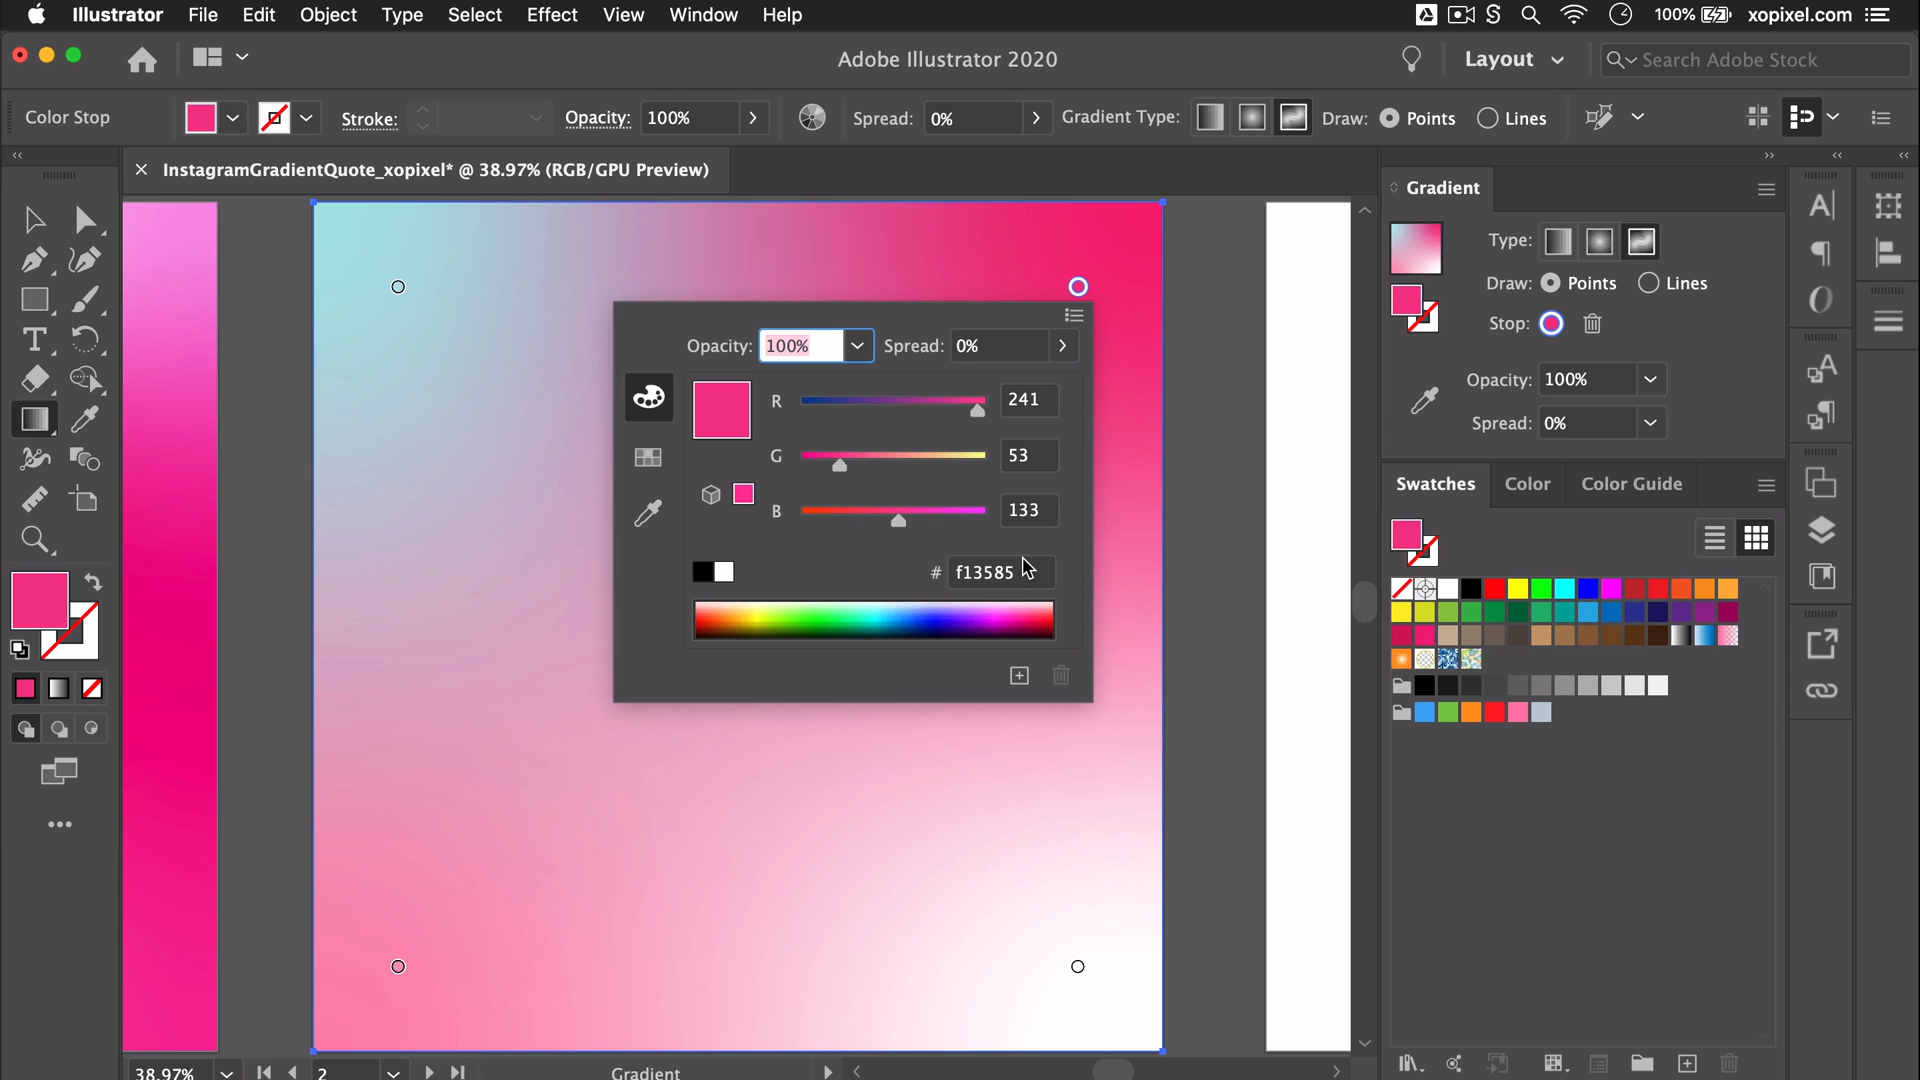 Illustrator File Edit Object Type Select Effect View Window Help
100% xopixel.com
Adobe Illustrator 2020
Layout
Search Adobe Stock
Color Stop
Stroke:
Opacity: 100%
Spread: 0%
Gradient Type:
Draw: Points Lines
InstagramGradientQuote_xopixel* @ 38.97% (RGB/GPU Preview)
Gradient
Type:
Draw: Points Lines
Stop:
Opacity: 100%
Spread: 0%
Opacity: 100% Spread: 0%
R 241
G 53
B 133
# f13585
Swatches Color Color Guide
38.97% 2 Gradient